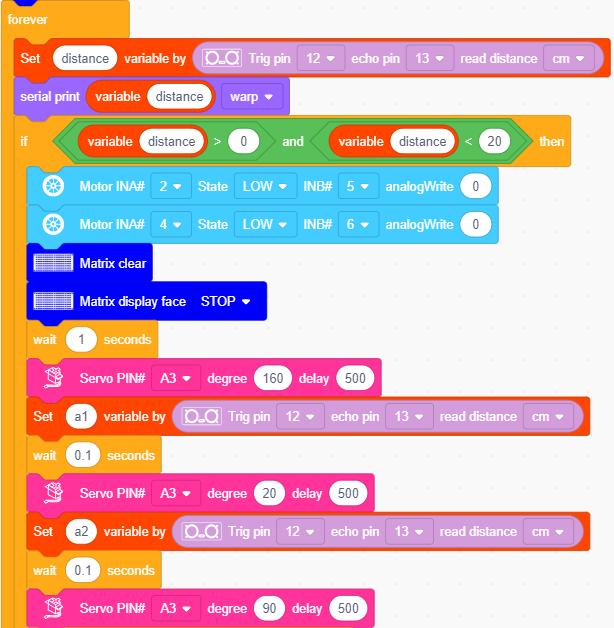 forever
Set distance variable by Trig pin 12 echo pin 13 read distance cm
serial print variable distance warp
if variable distance > 0 and variable distance < 20 then
Motor INA# 2 State LOW INB# 5 analogWrite 0
Motor INA# 4 State LOW INB# 6 analogWrite 0
Matrix clear
Matrix display face STOP
wait 1 seconds
Servo PIN# A3 degree 160 delay 500
Set a1 variable by Trig pin 12 echo pin 13 read distance cm
wait 0.1 seconds
Servo PIN# A3 degree 20 delay 500
Set a2 variable by Trig pin 12 echo pin 13 read distance cm
wait 0.1 seconds
Servo PIN# A3 degree 90 delay 500